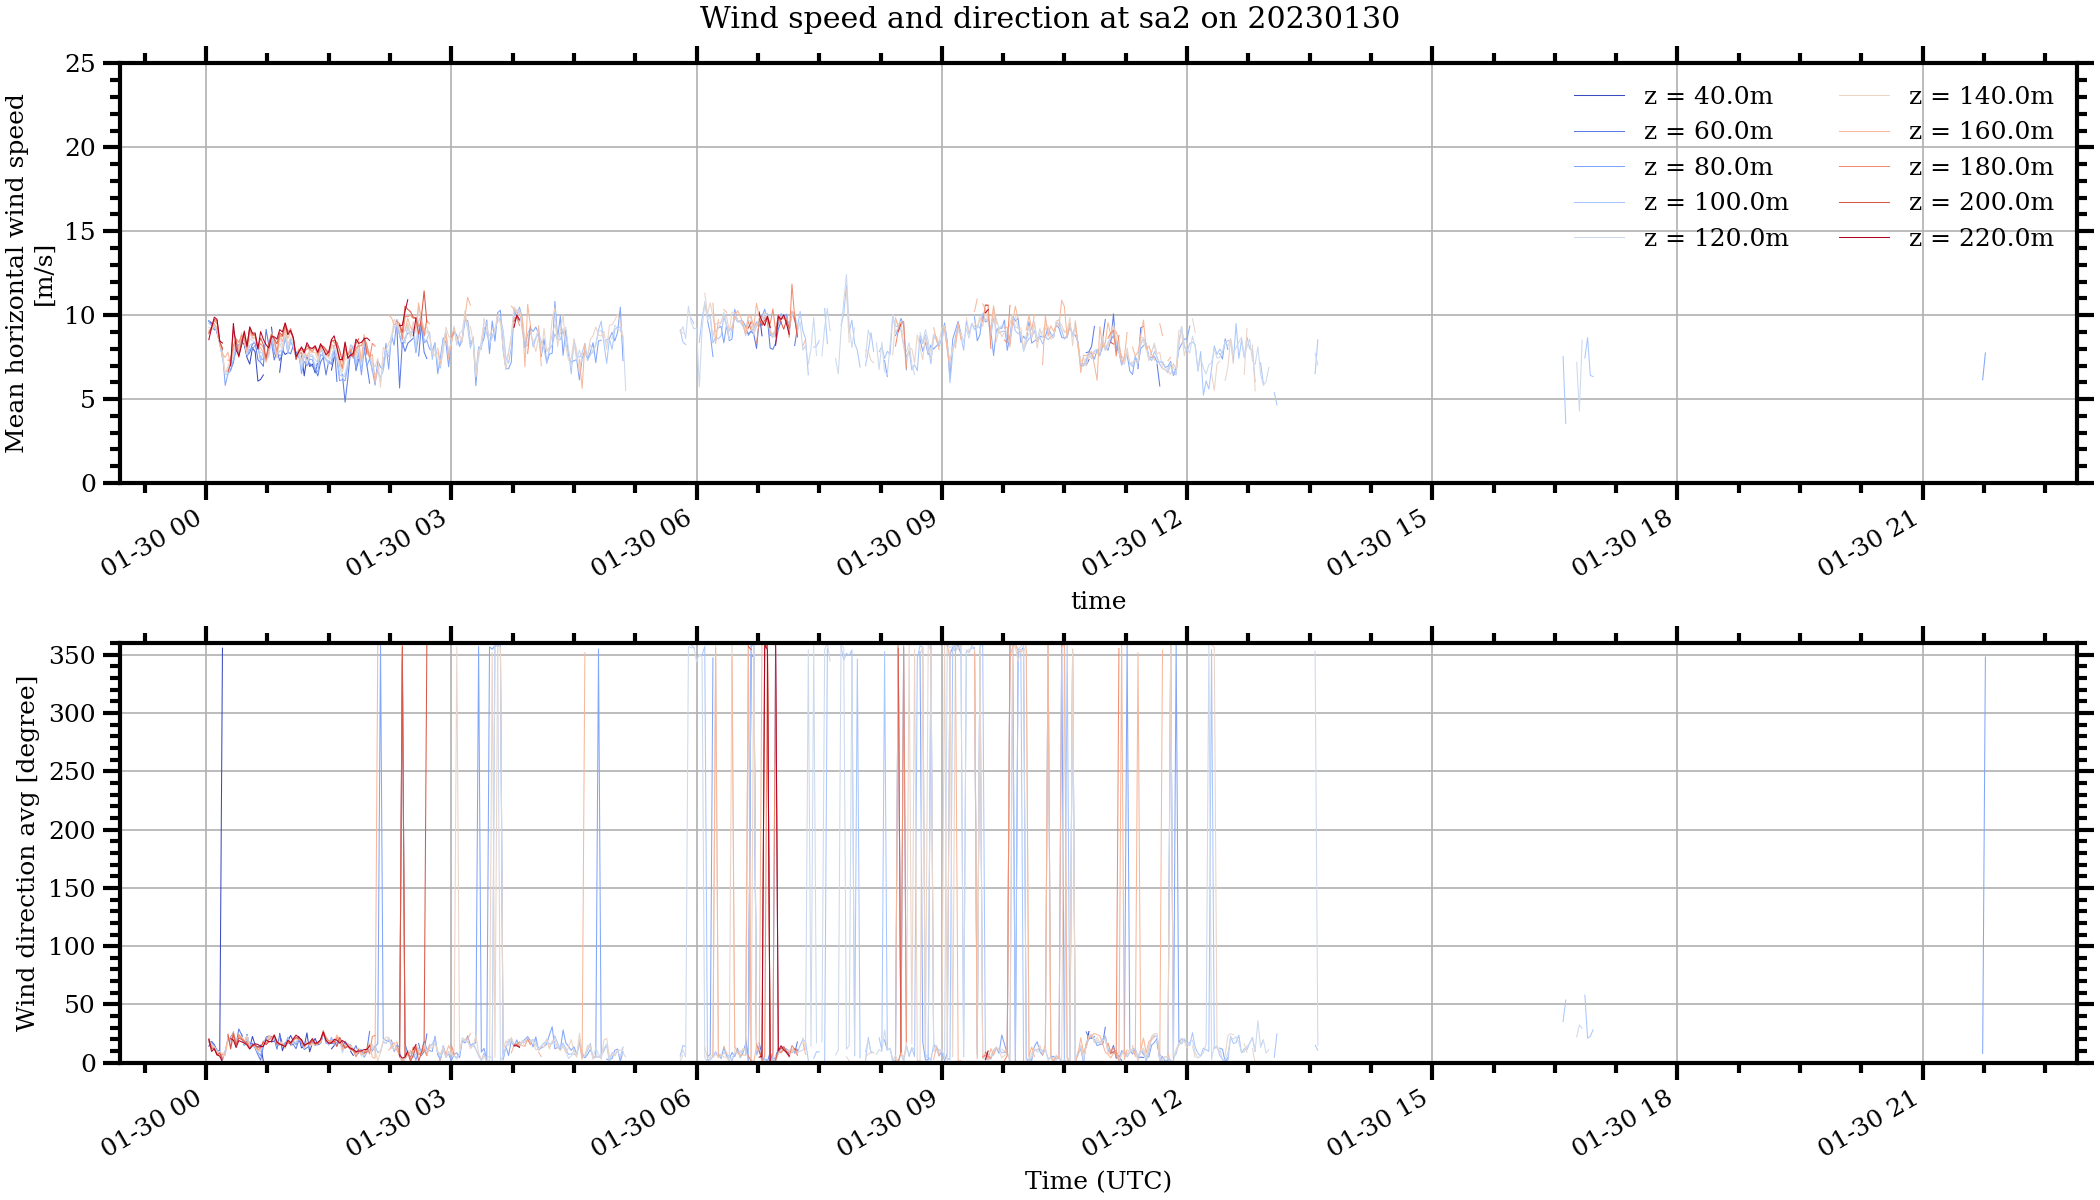 Wind speed and direction at sa2 on 20230130
Mean horizontal wind speed
[m/s]
25
20
15
10
5
0
z = 40.0m
z = 60.0m
z = 80.0m
z = 100.0m
z = 120.0m
z = 140.0m
z = 160.0m
z = 180.0m
z = 200.0m
z = 220.0m
01-30 00
01-30 03
01-30 06
01-30 09
01-30 12
01-30 15
01-30 18
01-30 21
time
Wind direction avg [degree]
350
300
250
200
150
100
50
0
01-30 00
01-30 03
01-30 06
01-30 09
01-30 12
01-30 15
01-30 18
01-30 21
Time (UTC)